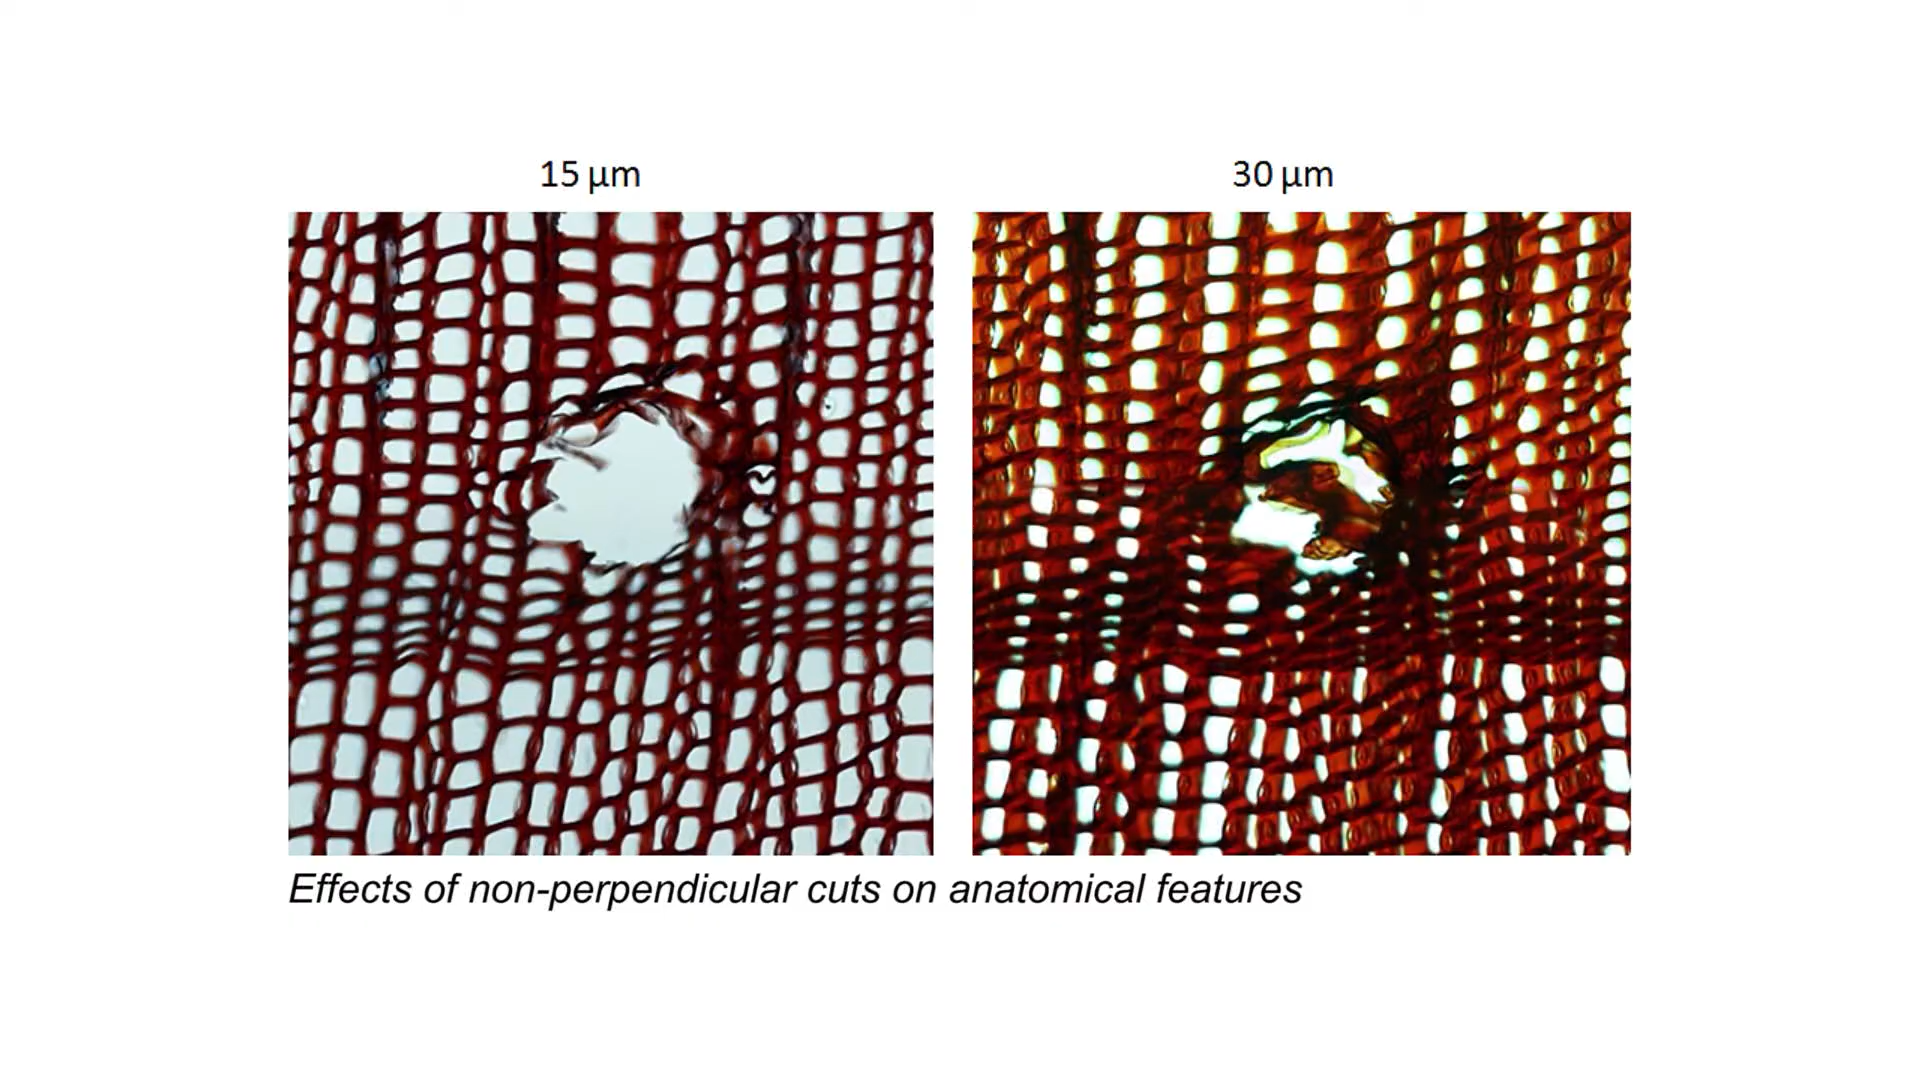 15 µm
30 µm
Effects of non-perpendicular cuts on anatomical features